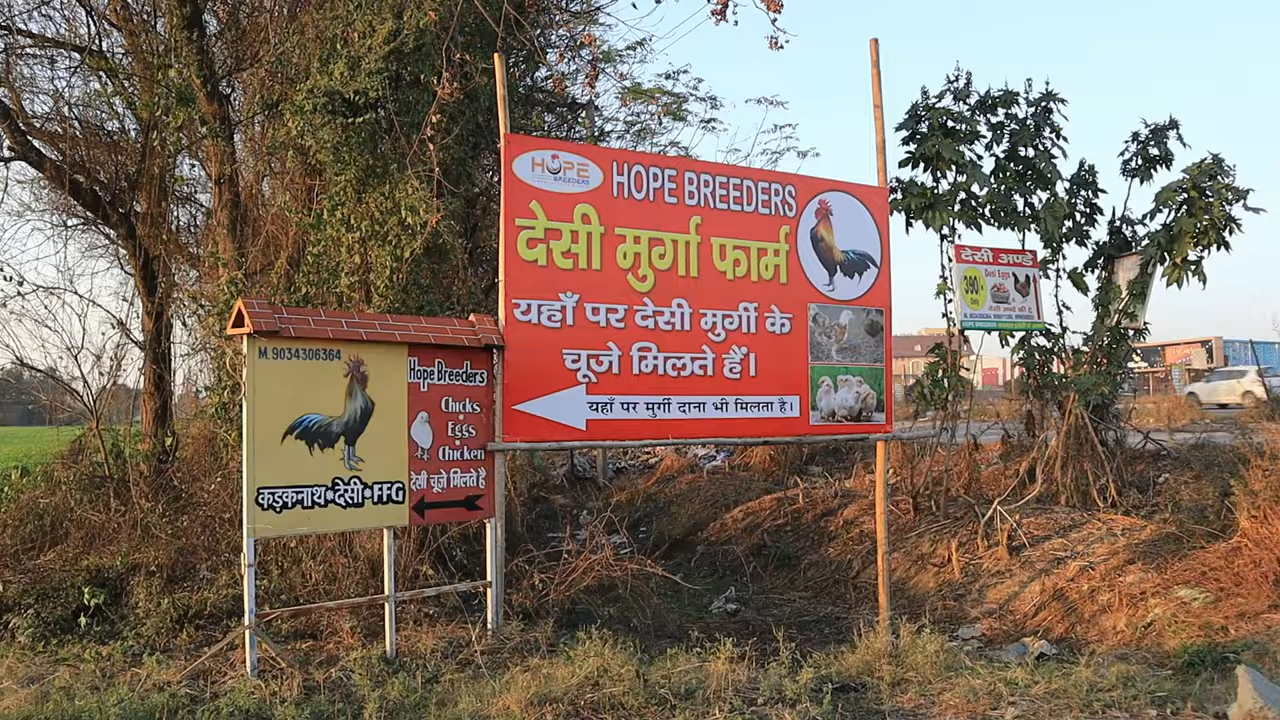 M. 9034306364
कड़कनाथ*देसी*FFG
Hope Breeders
Chicks
Eggs
Chicken
देसी चूजे मिलते है
HOPE
BREEDERS
HOPE BREEDERS
देसी मुर्गा फार्म
यहाँ पर देसी मुर्गी के
चूजे मिलते हैं।
यहाँ पर मुर्गी दाना भी मिलता है।
देसी अण्डे
Desi Eggs
390/-
Only